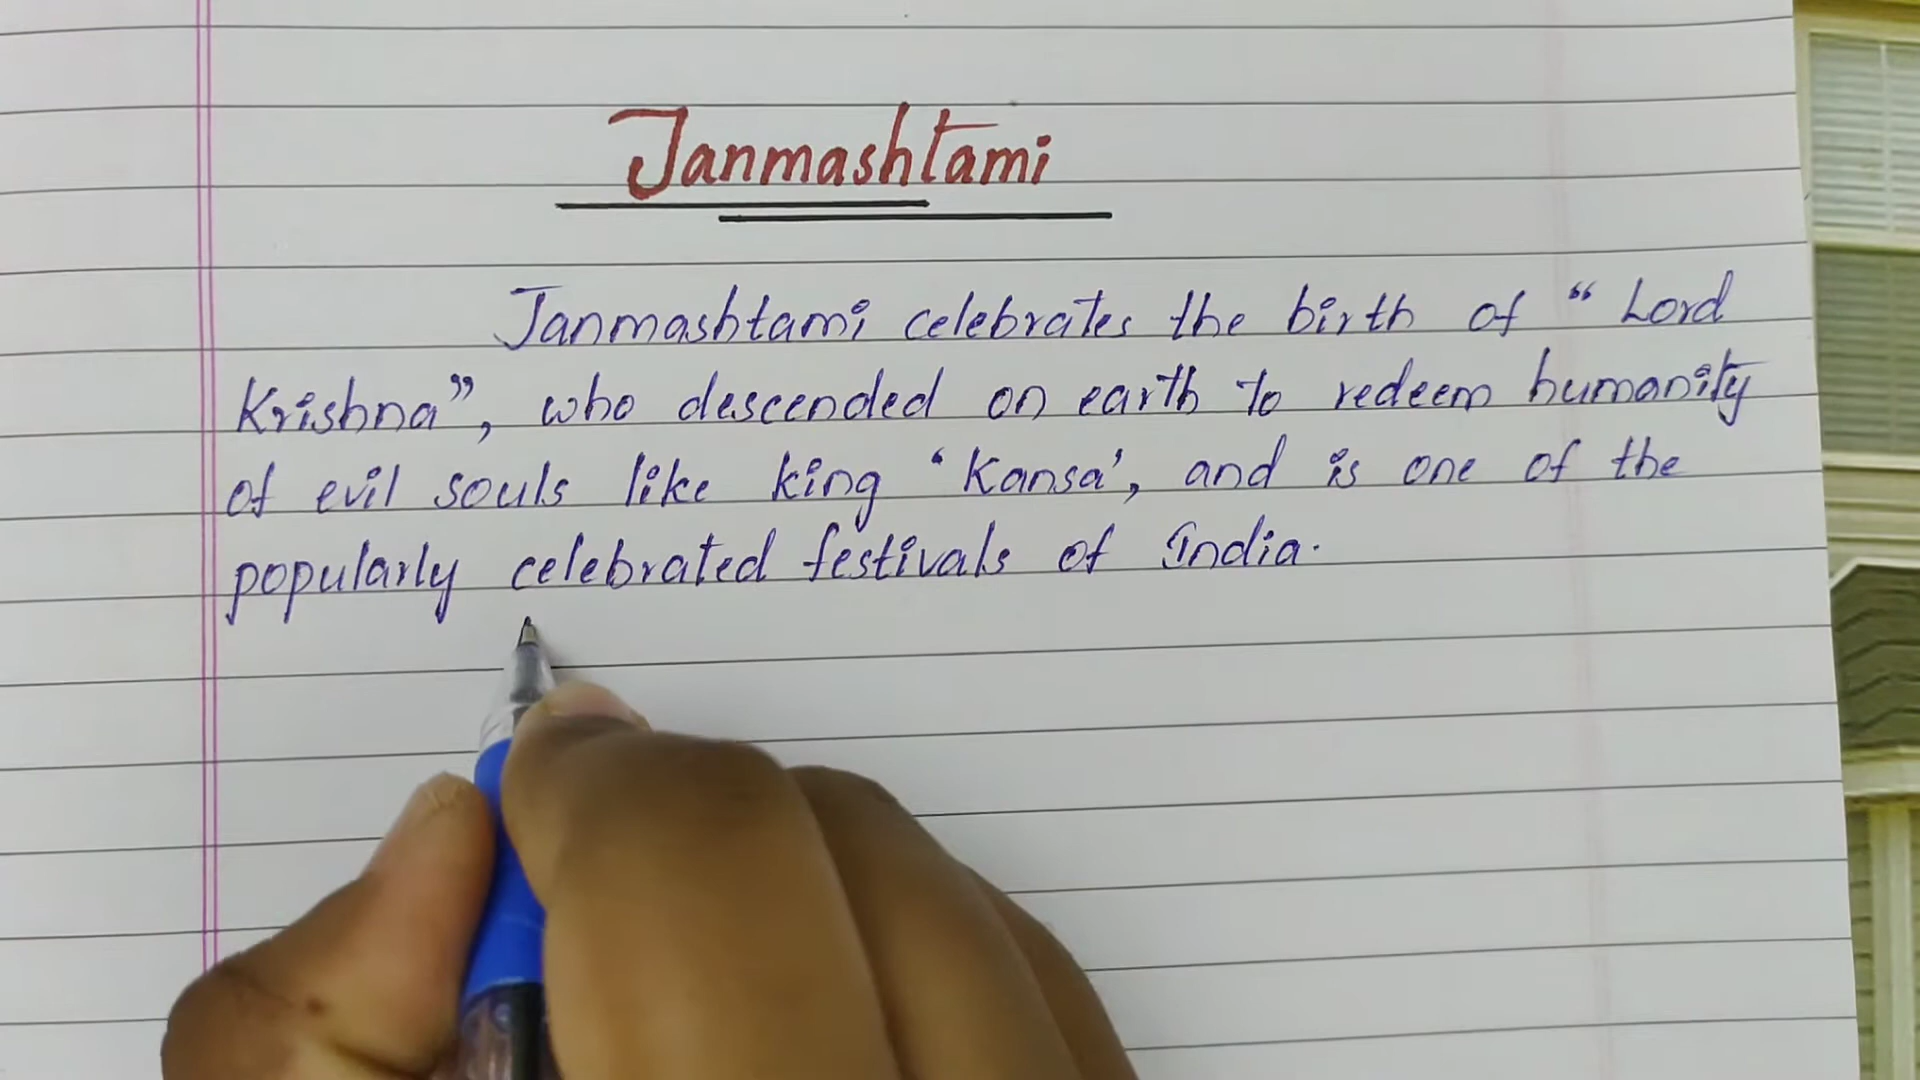 Janmashtami
Janmashtami celebrates the birth of “Lord
Krishna”, who descended on earth to redeem humanity
of evil souls like king ‘Kansa’, and is one of the
popularly celebrated festivals of India.